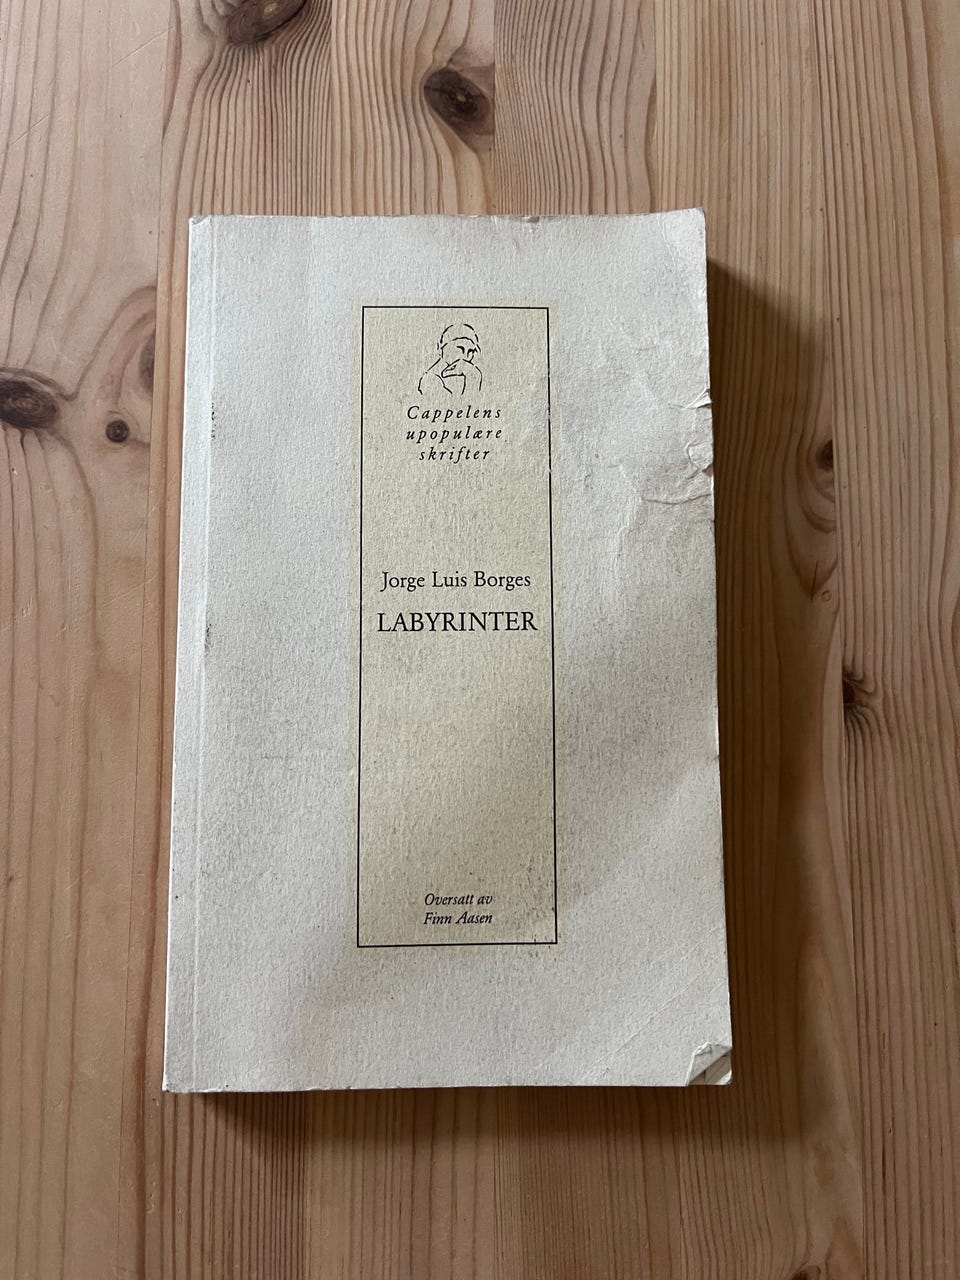 Cappelens
upopulære
skrifter
Jorge Luis Borges
LABYRINTER
Oversatt av
Finn Aasen